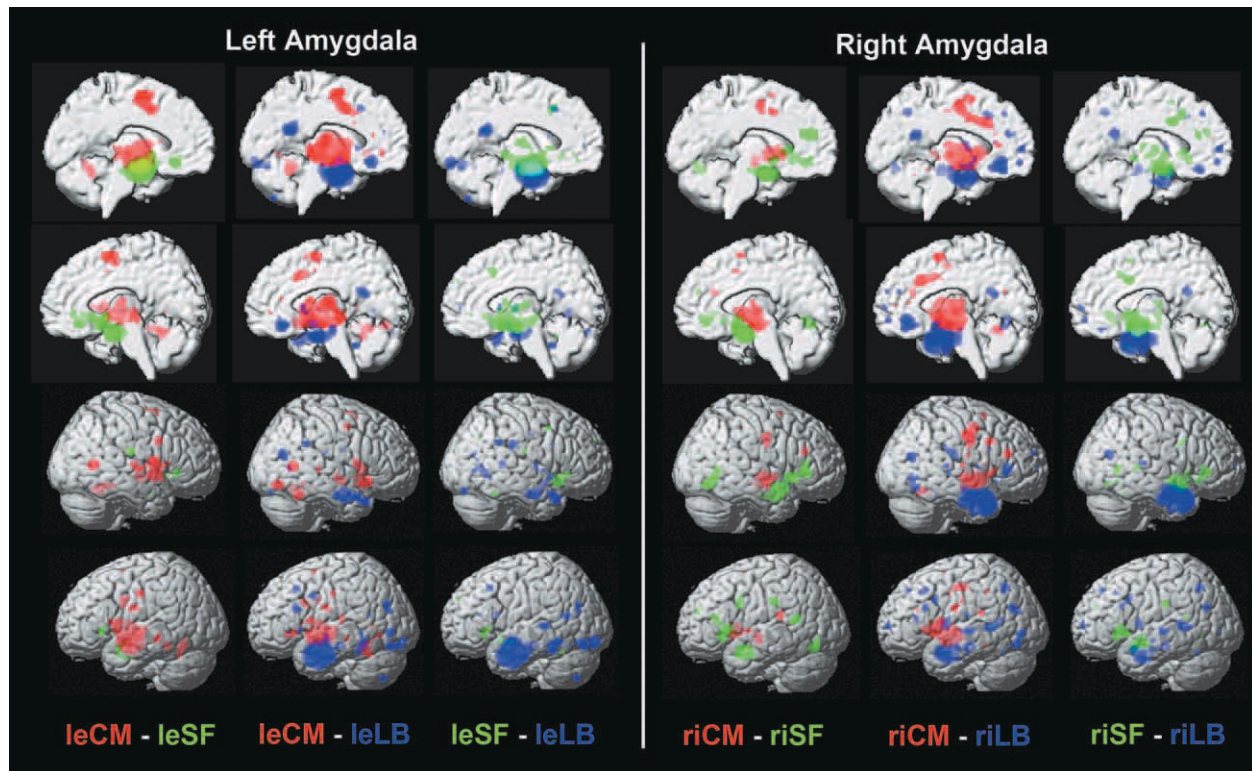 Left Amygdala
Right Amygdala
leCM - leSF
leCM - leLB
leSF - leLB
riCM - riSF
riCM - riLB
riSF - riLB